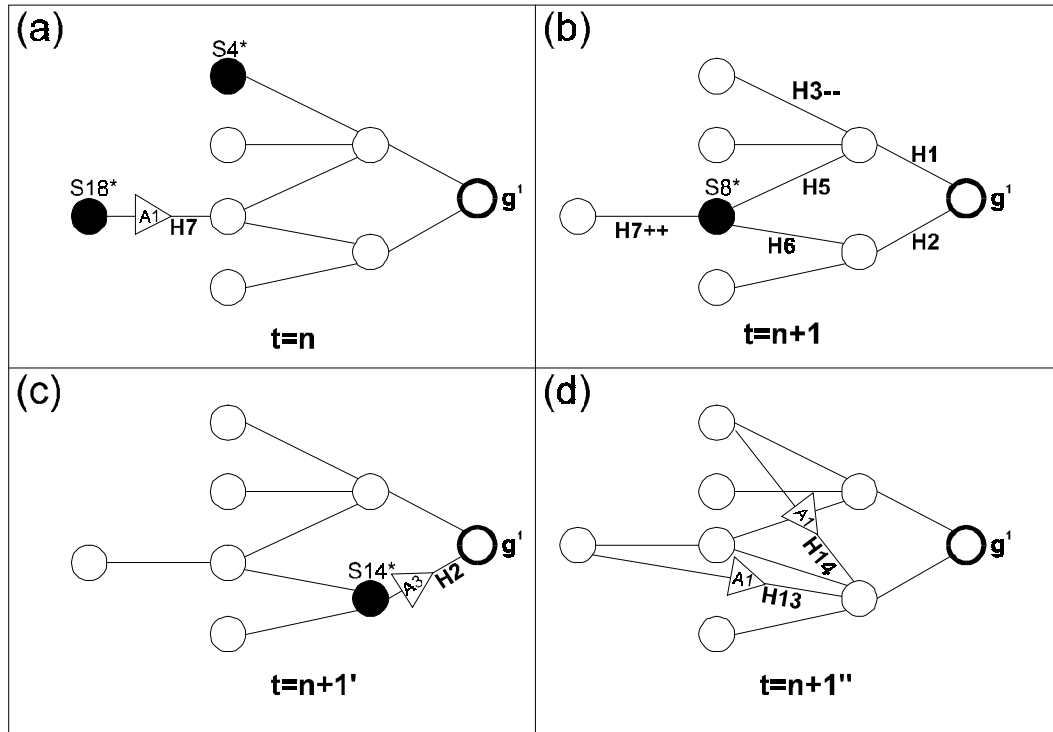 (a)
S4*
S18*
A1
H7
g¹
t=n
(b)
H3--
H1
S8*
H5
g¹
H7++
H6
H2
t=n+1
(c)
g¹
S14*
A3
H2
t=n+1'
(d)
A1
H14
g¹
A1
H13
t=n+1"